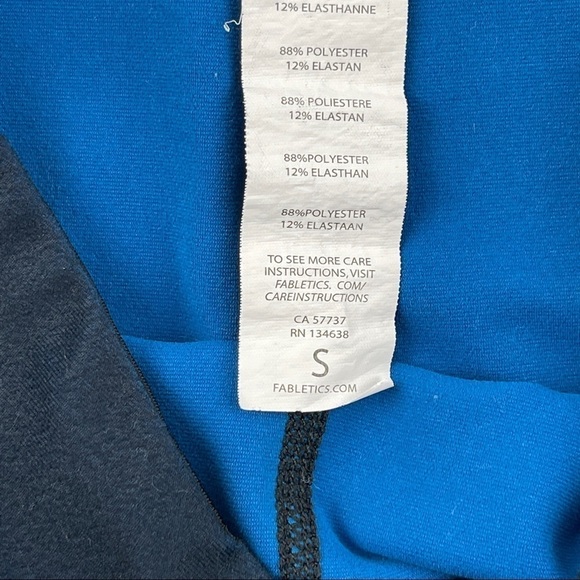 12% ELASTHANNE
88% POLYESTER
12% ELASTAN
88% POLIESTERE
12% ELASTAN
88%POLYESTER
12% ELASTHAN
88%POLYESTER
12% ELASTAAN
TO SEE MORE CARE
INSTRUCTIONS,VISIT
FABLETICS. COM/
CAREINSTRUCTIONS
CA 57737
RN 134638
S
FABLETICS.COM